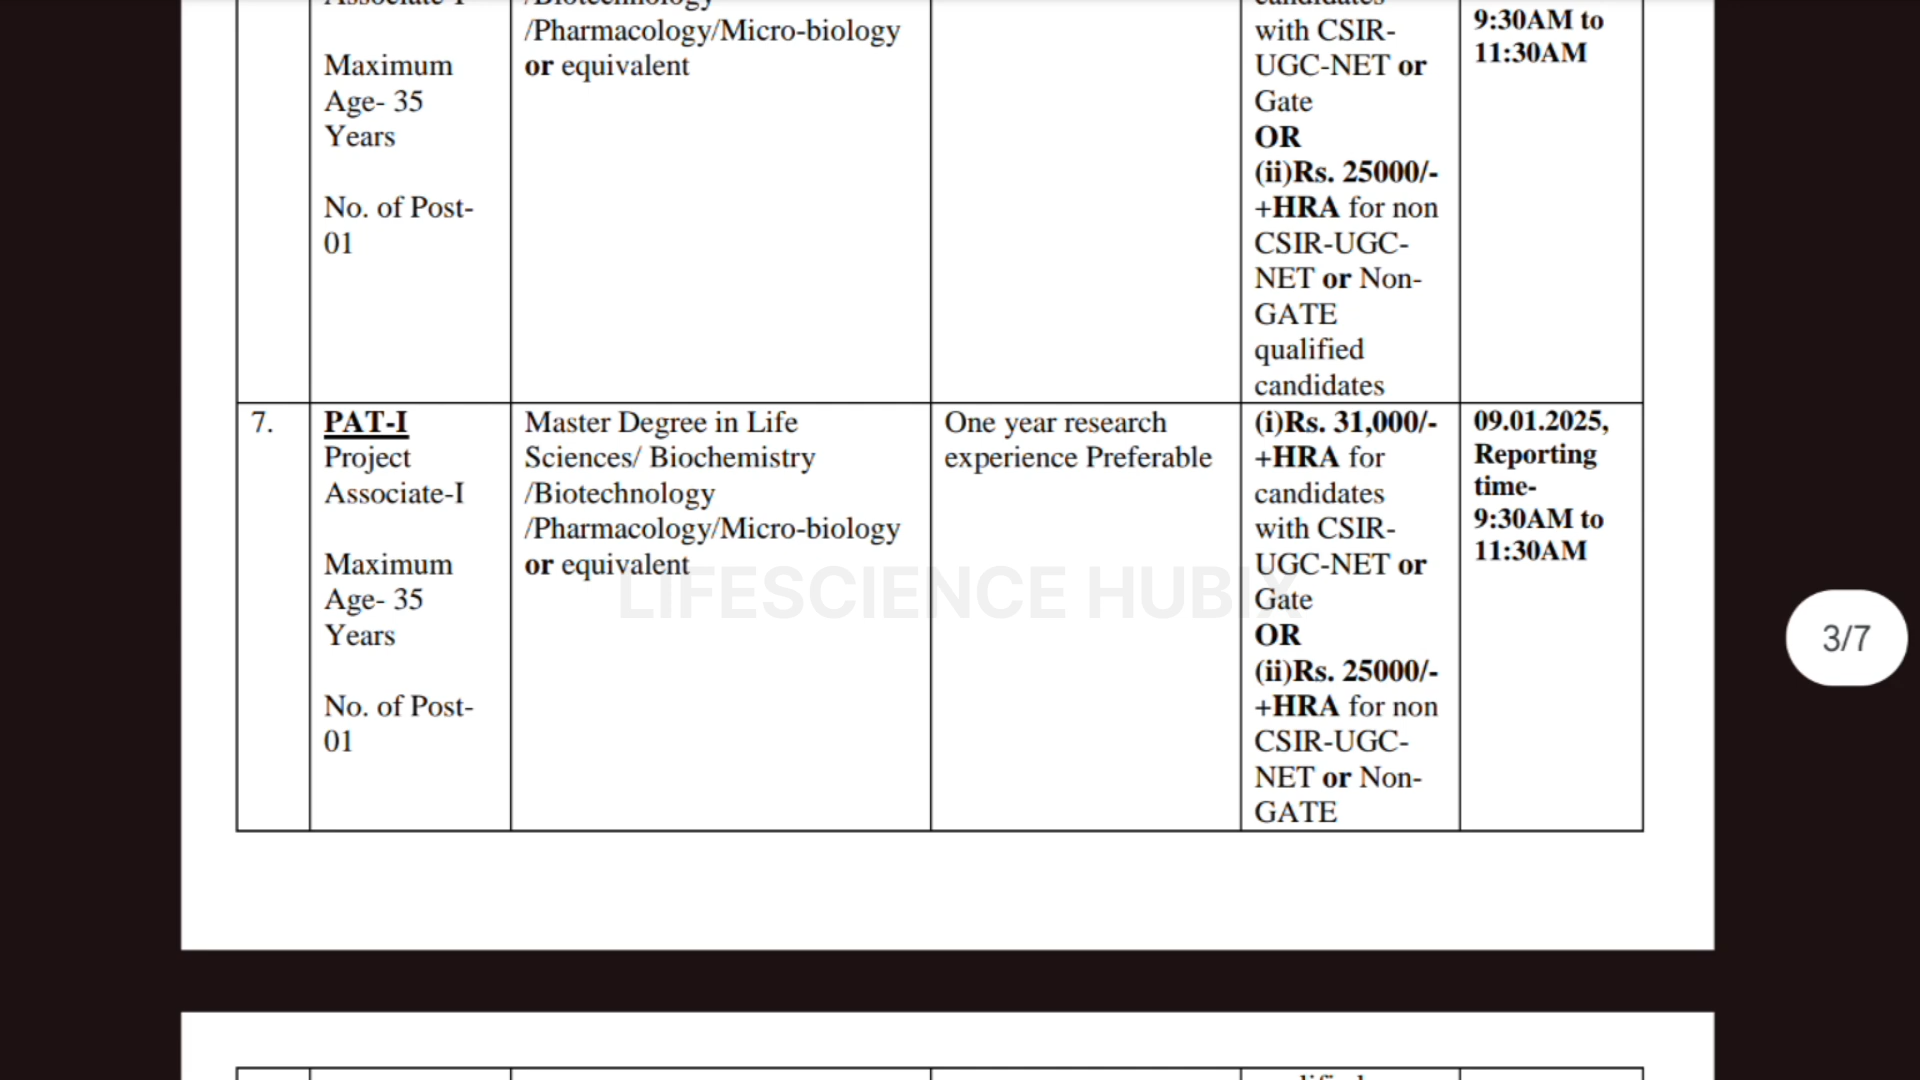 Associate-I
/Biotechnology
/Pharmacology/Micro-biology
or equivalent
Maximum
Age- 35
Years
No. of Post-
01
candidates
with CSIR-
UGC-NET or
Gate
OR
(ii)Rs. 25000/-
+HRA for non
CSIR-UGC-
NET or Non-
GATE
qualified
candidates
9:30AM to
11:30AM
7.
PAT-I
Project
Associate-I
Maximum
Age- 35
Years
No. of Post-
01
Master Degree in Life
Sciences/ Biochemistry
/Biotechnology
/Pharmacology/Micro-biology
or equivalent
One year research
experience Preferable
(i)Rs. 31,000/-
+HRA for
candidates
with CSIR-
UGC-NET or
Gate
OR
(ii)Rs. 25000/-
+HRA for non
CSIR-UGC-
NET or Non-
GATE
09.01.2025,
Reporting
time-
9:30AM to
11:30AM
LIFESCIENCE HUBIX
3/7